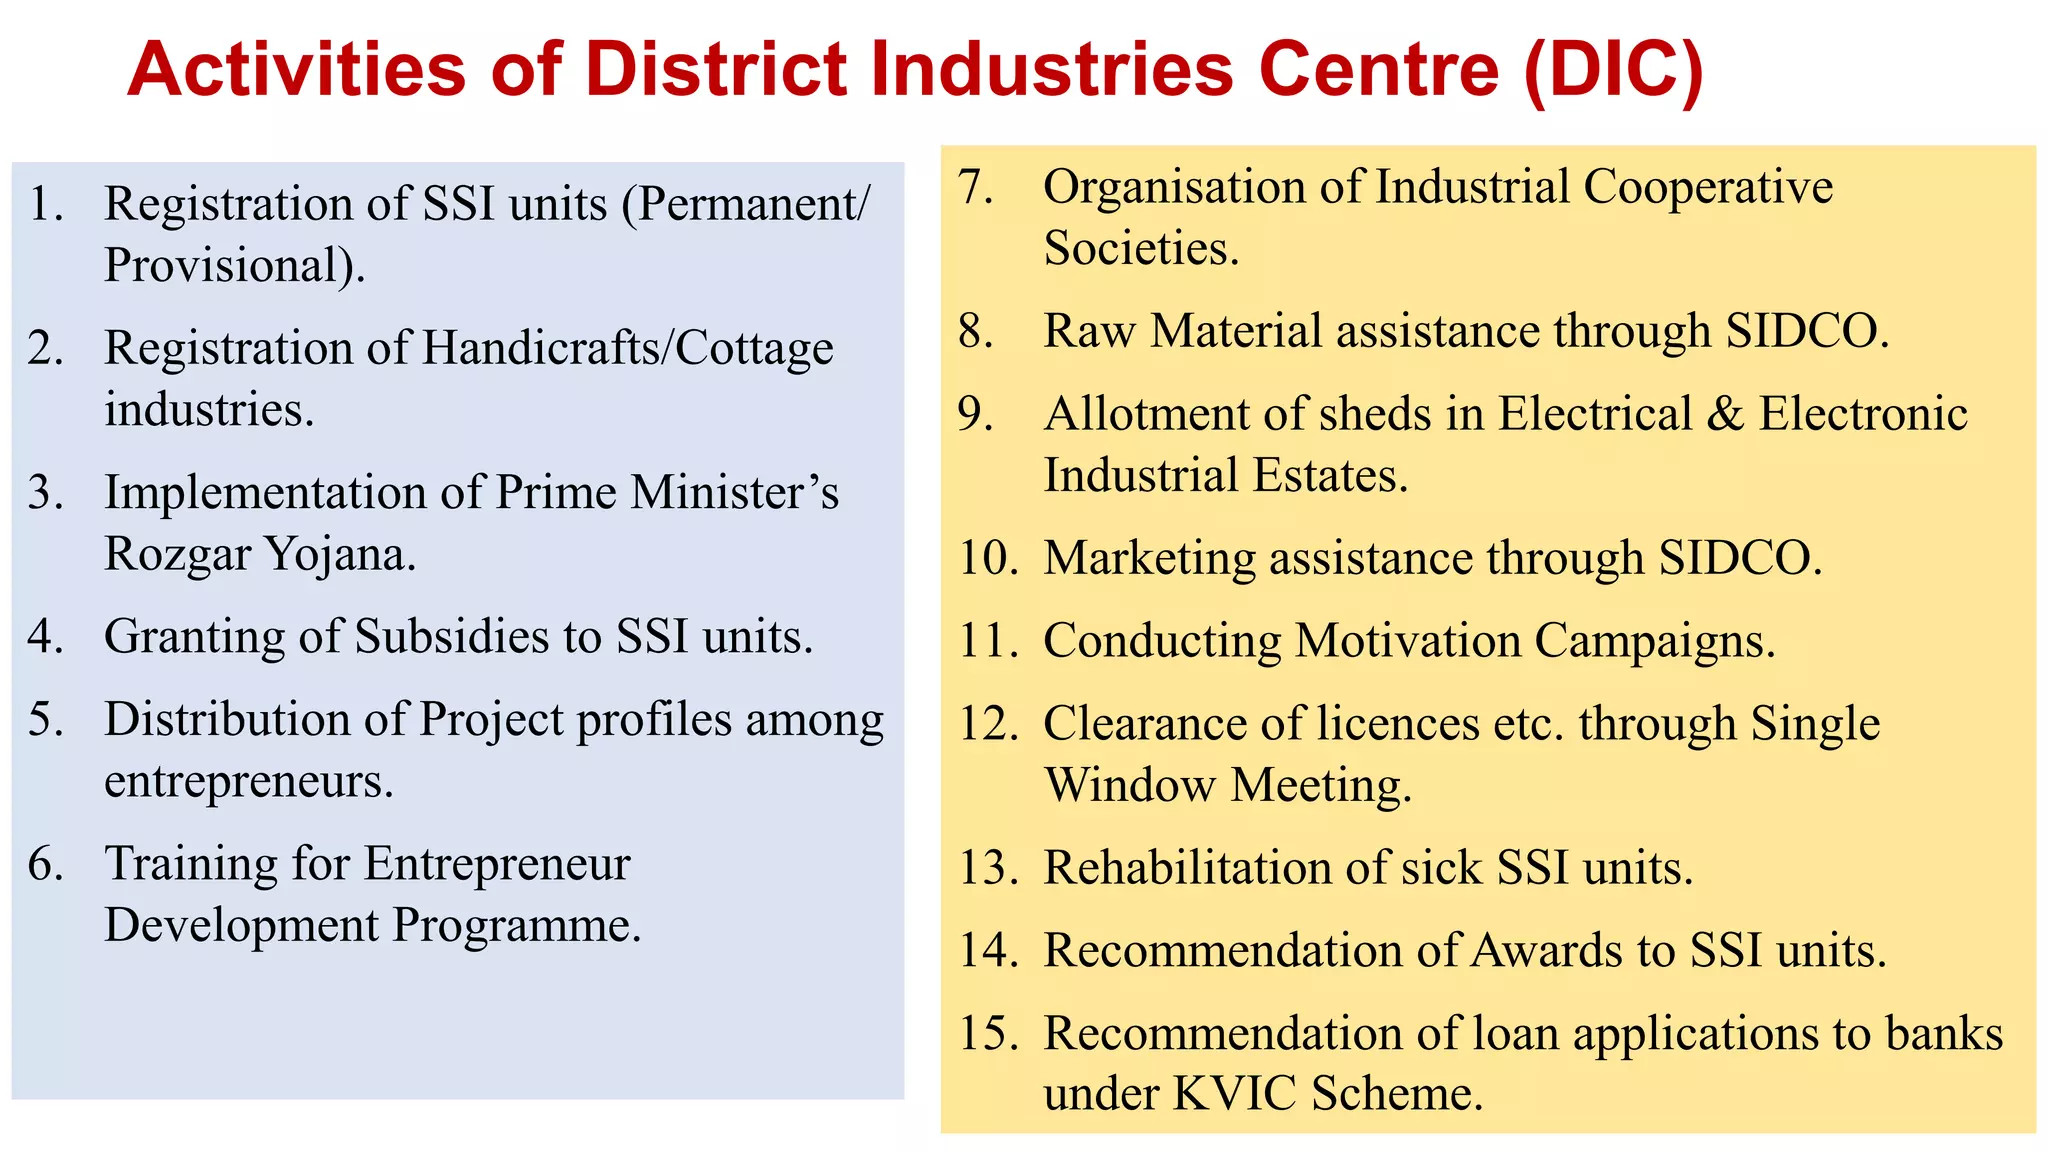 Activities of District Industries Centre (DIC)
1. Registration of SSI units (Permanent/
Provisional).
2. Registration of Handicrafts/Cottage
industries.
3. Implementation of Prime Minister’s
Rozgar Yojana.
4. Granting of Subsidies to SSI units.
5. Distribution of Project profiles among
entrepreneurs.
6. Training for Entrepreneur
Development Programme.
7. Organisation of Industrial Cooperative
Societies.
8. Raw Material assistance through SIDCO.
9. Allotment of sheds in Electrical & Electronic
Industrial Estates.
10. Marketing assistance through SIDCO.
11. Conducting Motivation Campaigns.
12. Clearance of licences etc. through Single
Window Meeting.
13. Rehabilitation of sick SSI units.
14. Recommendation of Awards to SSI units.
15. Recommendation of loan applications to banks
under KVIC Scheme.